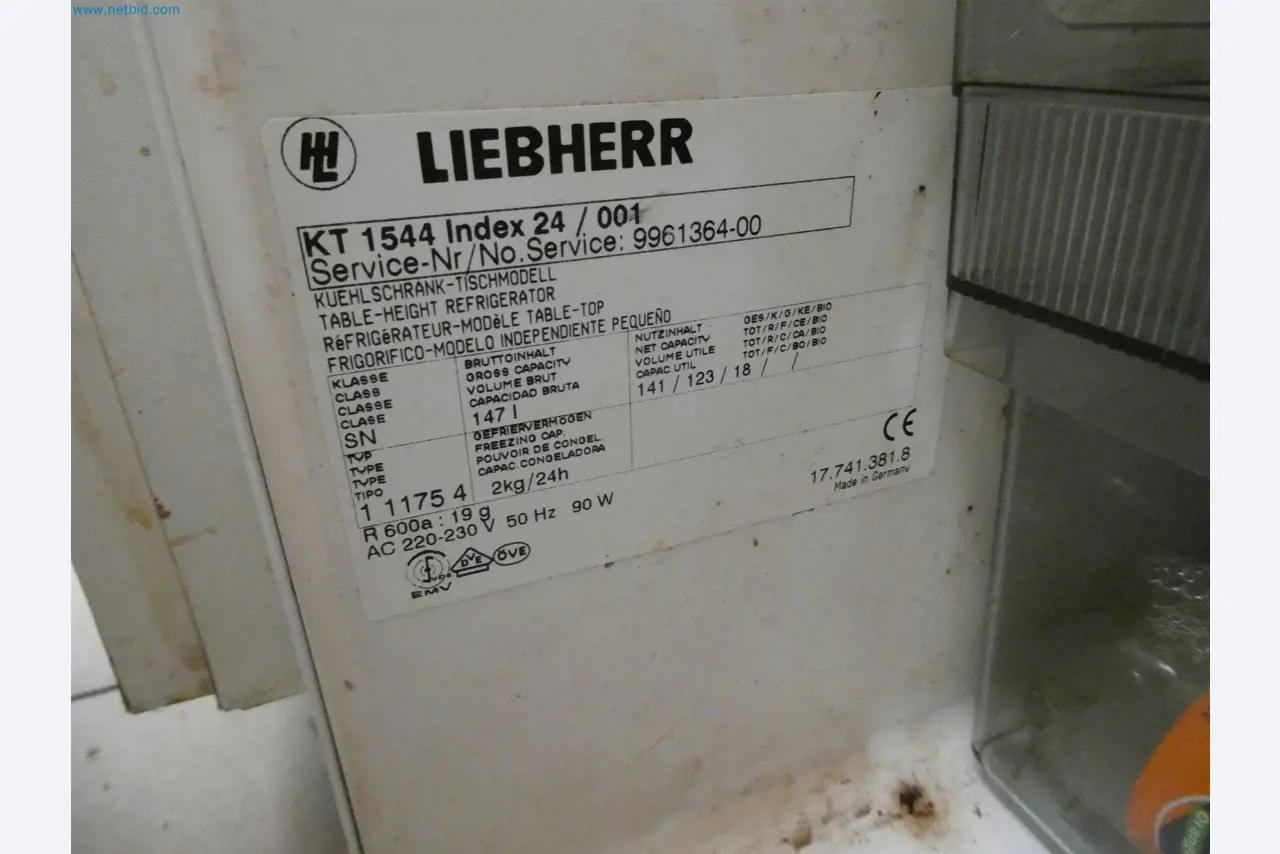 www.netbid.com
LIEBHERR
KT 1544 Index 24 / 001
Service-Nr/No.Service: 9961364-00
KUEHLSCHRANK-TISCHMODELL
TABLE-HEIGHT REFRIGERATOR
RéFRIGéRATEUR-MODèLE TABLE-TOP
FRIGORIFICO-MODELO INDEPENDIENTE PEQUEÑO
KLASSE
CLASS
CLASSE
CLASE
SN
BRUTTOINHALT
GROSS CAPACITY
VOLUME BRUT
CAPACIDAD BRUTA
147 l
NUTZINHALT GES/K/G/KE/BIO
NET CAPACITY TOT/R/F/CE/BIO
VOLUME UTILE TOT/R/C/CA/BIO
CAPAC.UTIL TOT/F/C/BO/BIO
141 / 123 / 18 / /
TYP
TYPE
TYPE
TIPO
1 1175 4
GEFRIERVERMÖGEN
FREEZING CAP.
POUVOIR DE CONGEL.
CAPAC.CONGELADORA
2kg/24h
R 600a : 19 g
AC 220-230 V 50 Hz 90 W
CE
17.741.381.8
Made in Germany
VDE
EMV
DVE
ÖVE